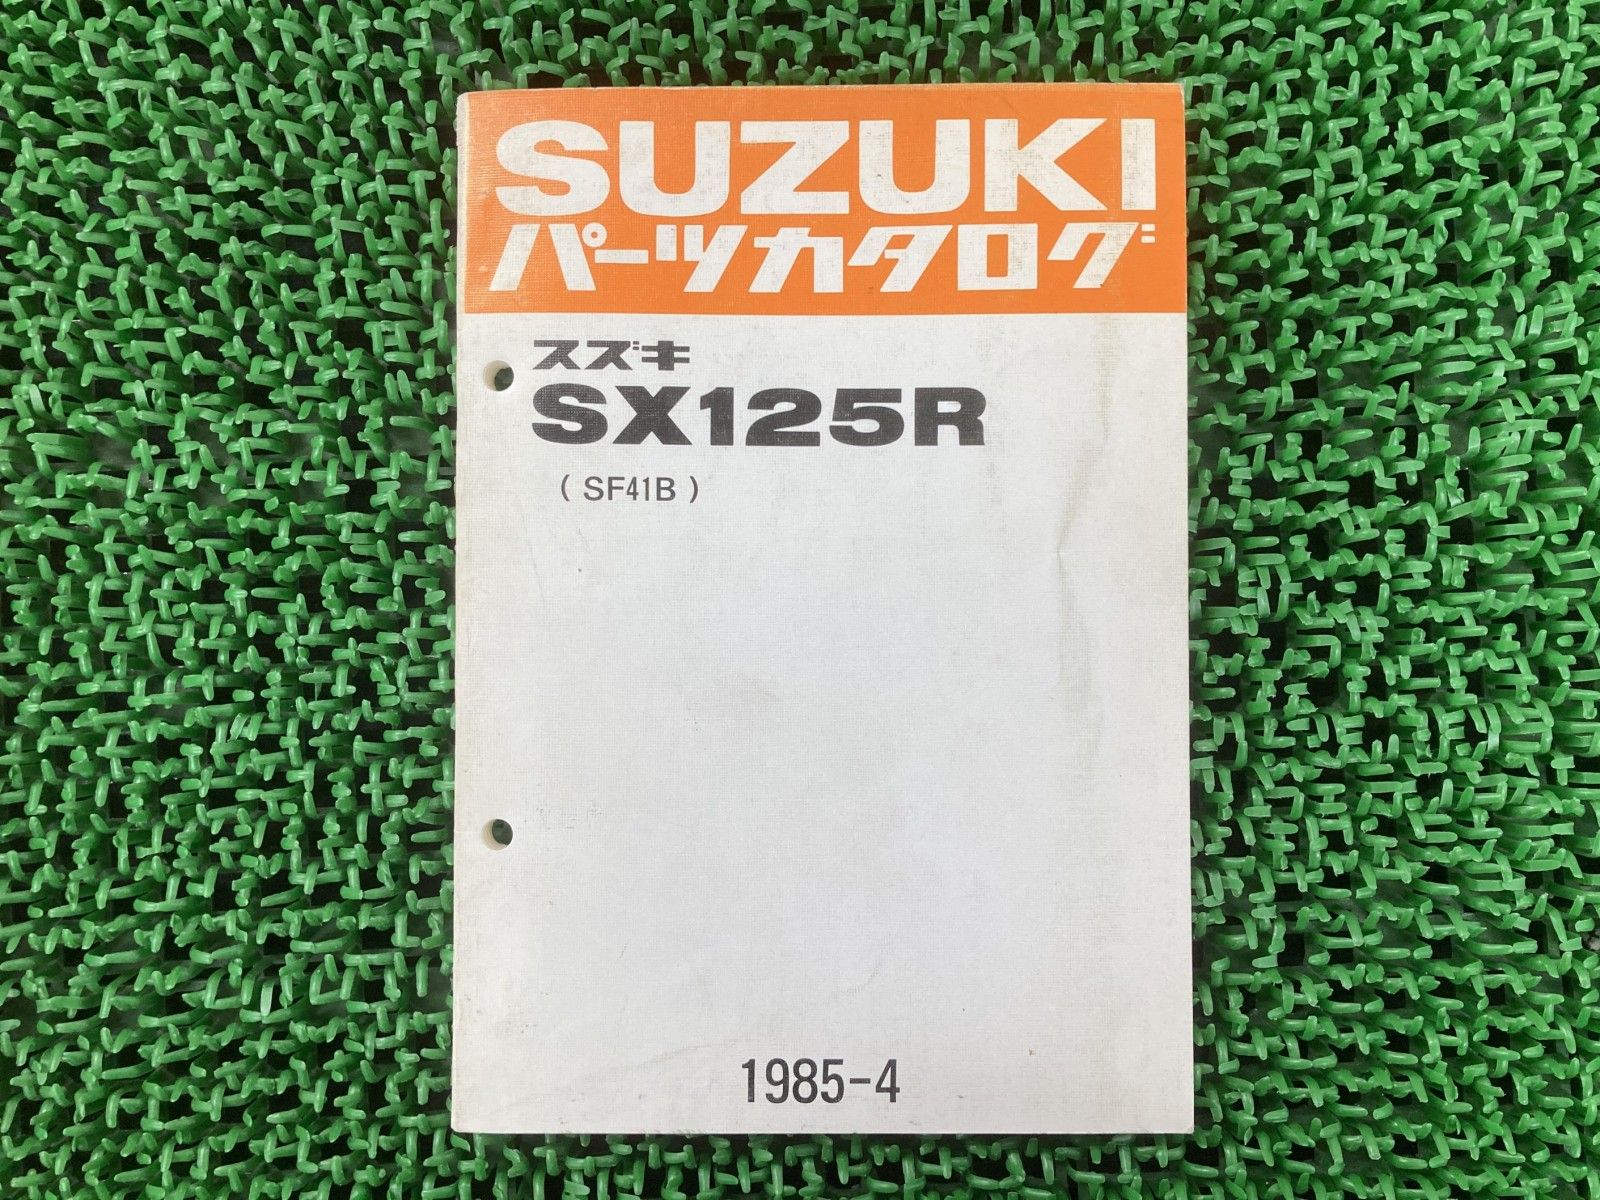 SUZUKI
パーツカタログ
スズキ
SX125R
( SF41B )
1985-4